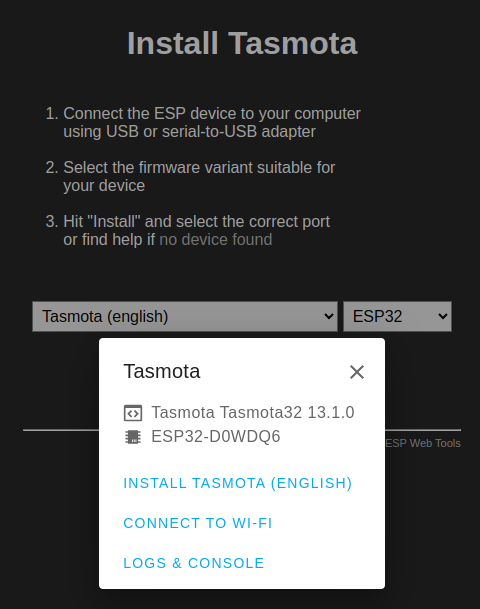 Install Tasmota
1. Connect the ESP device to your computer
using USB or serial-to-USB adapter
2. Select the firmware variant suitable for
your device
3. Hit "Install" and select the correct port
or find help if no device found
Tasmota (english) ESP32
Tasmota
Tasmota Tasmota32 13.1.0
ESP32-D0WDQ6
ESP Web Tools
INSTALL TASMOTA (ENGLISH)
CONNECT TO WI-FI
LOGS & CONSOLE